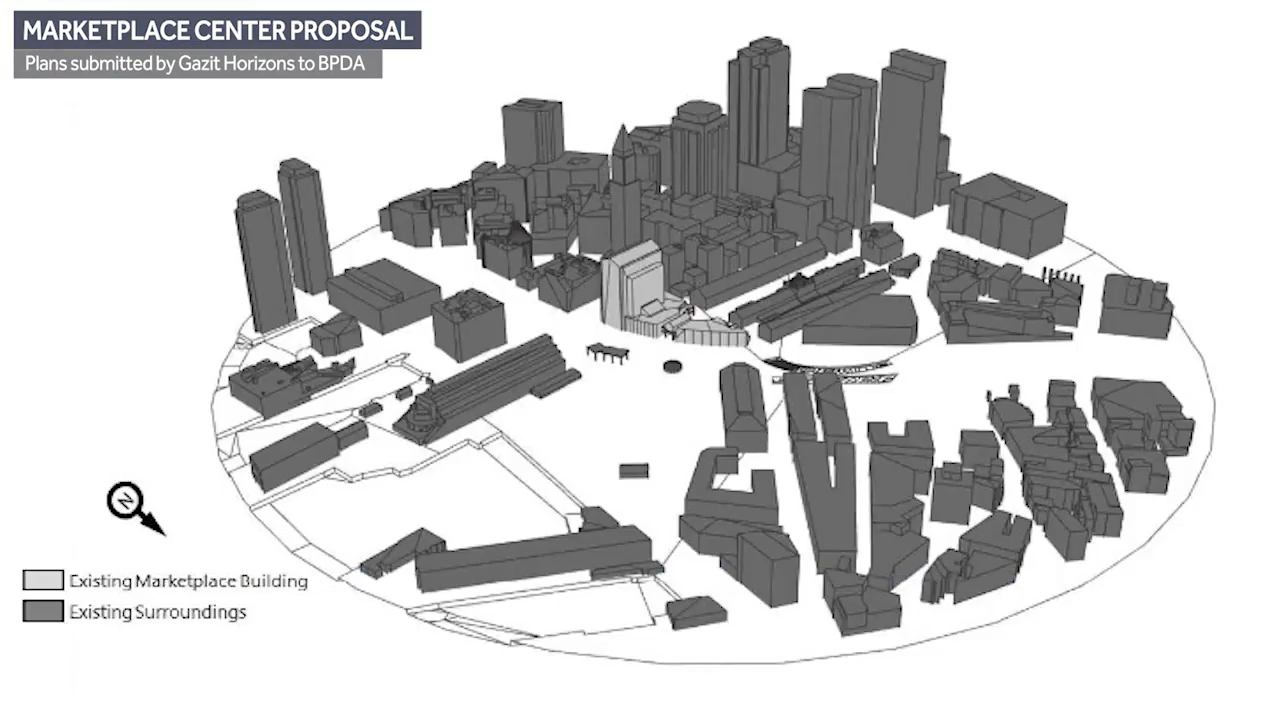 MARKETPLACE CENTER PROPOSAL
Plans submitted by Gazit Horizons to BPDA
N
Existing Marketplace Building
Existing Surroundings